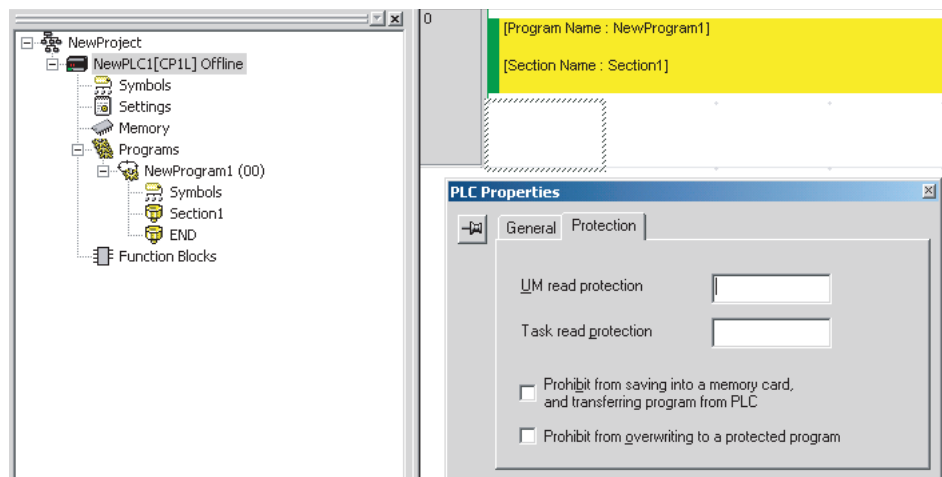 NewProject
NewPLC1[CP1L] Offline
Symbols
Settings
Memory
Programs
NewProgram1 (00)
Symbols
Section1
END
Function Blocks
0
[Program Name : NewProgram1]
[Section Name : Section1]
PLC Properties
General Protection
UM read protection
Task read protection
Prohibit from saving into a memory card,
and transferring program from PLC
Prohibit from overwriting to a protected program